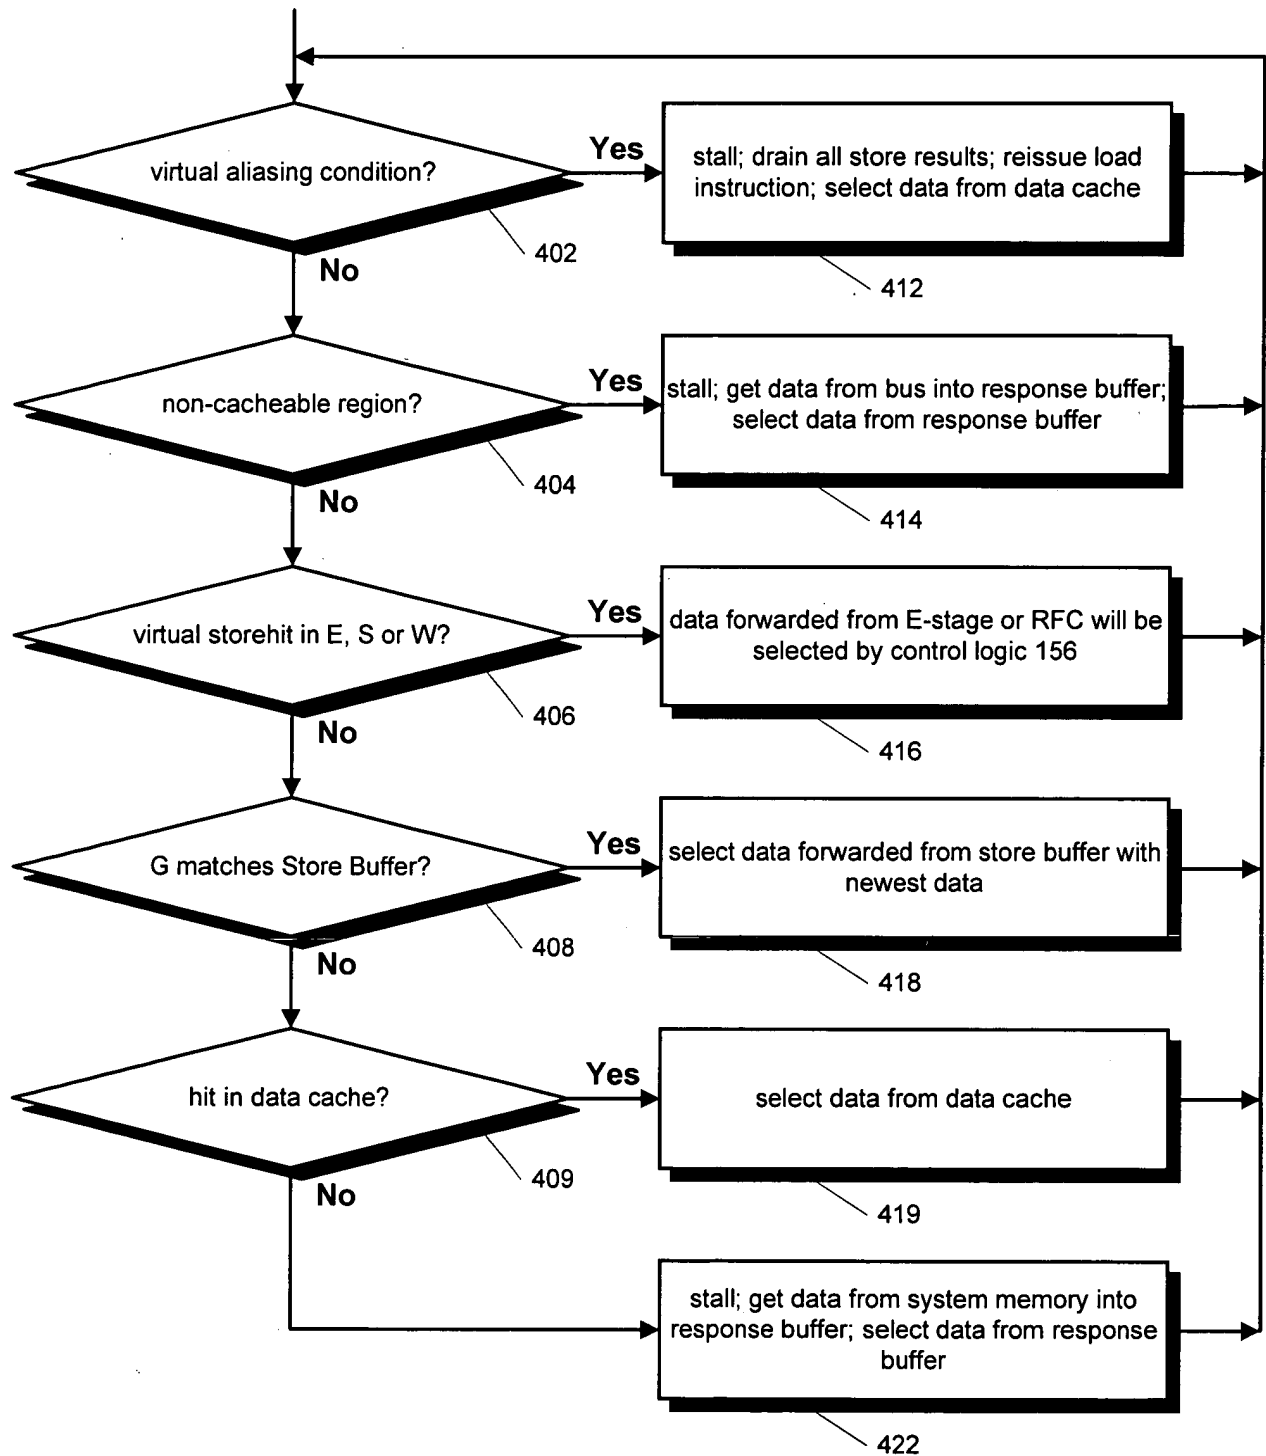 virtual aliasing condition?
Yes
stall; drain all store results; reissue load
instruction; select data from data cache
402
No
412
non-cacheable region?
Yes
stall; get data from bus into response buffer;
select data from response buffer
404
No
414
virtual storehit in E, S or W?
Yes
data forwarded from E-stage or RFC will be
selected by control logic 156
406
No
416
G matches Store Buffer?
Yes
select data forwarded from store buffer with
newest data
408
No
418
hit in data cache?
Yes
select data from data cache
409
No
419
stall; get data from system memory into
response buffer; select data from response
buffer
422